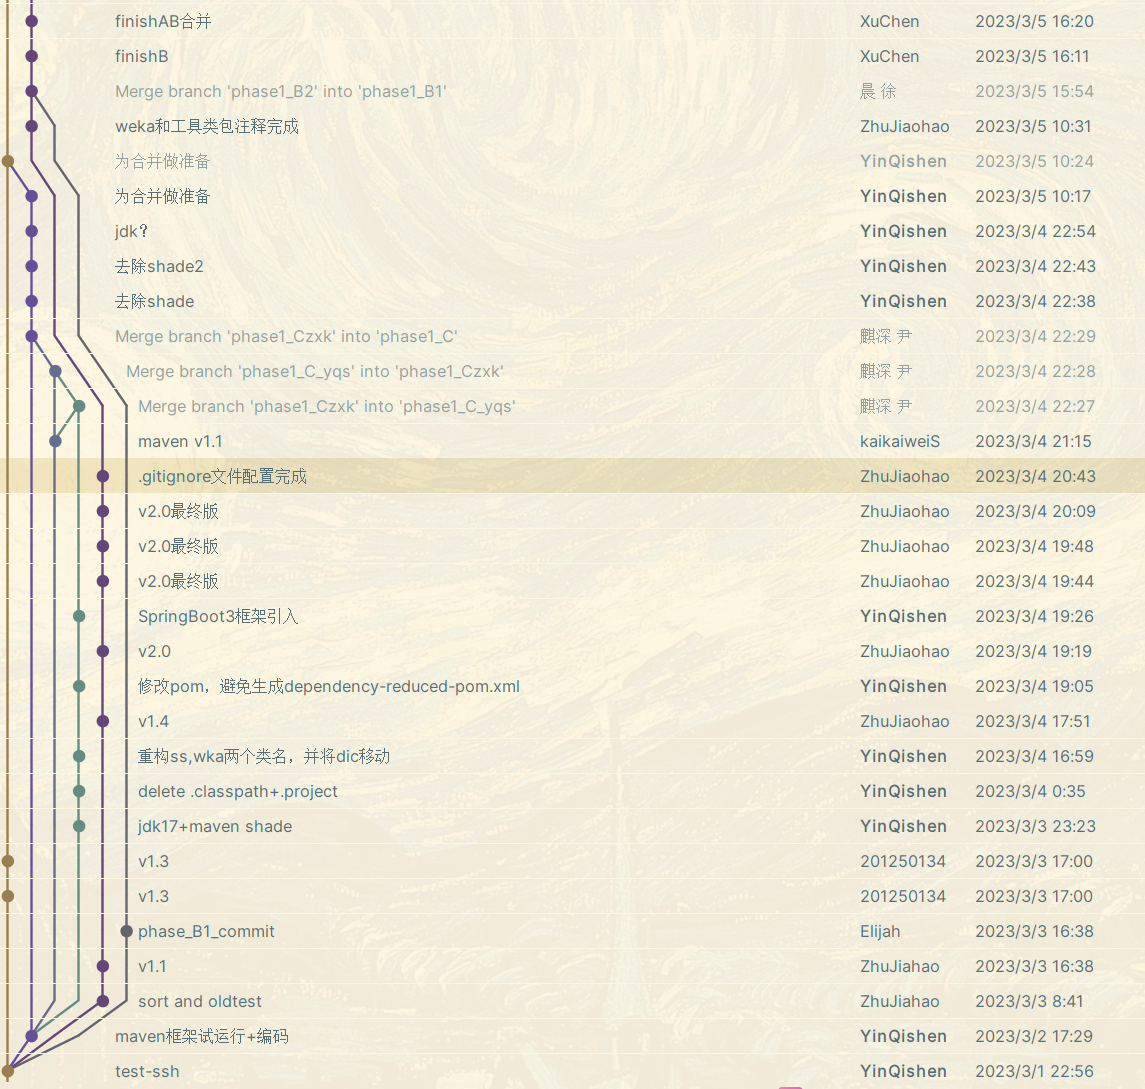 finishAB合并 XuChen 2023/3/5 16:20
finishB XuChen 2023/3/5 16:11
Merge branch 'phase1_B2' into 'phase1_B1' 晨 徐 2023/3/5 15:54
weka和工具类包注释完成 ZhuJiaohao 2023/3/5 10:31
为合并做准备 YinQishen 2023/3/5 10:24
为合并做准备 YinQishen 2023/3/5 10:17
jdk？ YinQishen 2023/3/4 22:54
去除shade2 YinQishen 2023/3/4 22:43
去除shade YinQishen 2023/3/4 22:38
Merge branch 'phase1_Czxk' into 'phase1_C' 麒深 尹 2023/3/4 22:29
Merge branch 'phase1_C_yqs' into 'phase1_Czxk' 麒深 尹 2023/3/4 22:28
Merge branch 'phase1_Czxk' into 'phase1_C_yqs' 麒深 尹 2023/3/4 22:27
maven v1.1 kaikaiweiS 2023/3/4 21:15
.gitignore文件配置完成 ZhuJiaohao 2023/3/4 20:43
v2.0最终版 ZhuJiaohao 2023/3/4 20:09
v2.0最终版 ZhuJiaohao 2023/3/4 19:48
v2.0最终版 ZhuJiaohao 2023/3/4 19:44
SpringBoot3框架引入 YinQishen 2023/3/4 19:26
v2.0 ZhuJiaohao 2023/3/4 19:19
修改pom，避免生成dependency-reduced-pom.xml YinQishen 2023/3/4 19:05
v1.4 ZhuJiaohao 2023/3/4 17:51
重构ss,wka两个类名，并将dic移动 YinQishen 2023/3/4 16:59
delete .classpath+.project YinQishen 2023/3/4 0:35
jdk17+maven shade YinQishen 2023/3/3 23:23
v1.3 201250134 2023/3/3 17:00
v1.3 201250134 2023/3/3 17:00
phase_B1_commit Elijah 2023/3/3 16:38
v1.1 ZhuJiahao 2023/3/3 16:38
sort and oldtest ZhuJiahao 2023/3/3 8:41
maven框架试运行+编码 YinQishen 2023/3/2 17:29
test-ssh YinQishen 2023/3/1 22:56